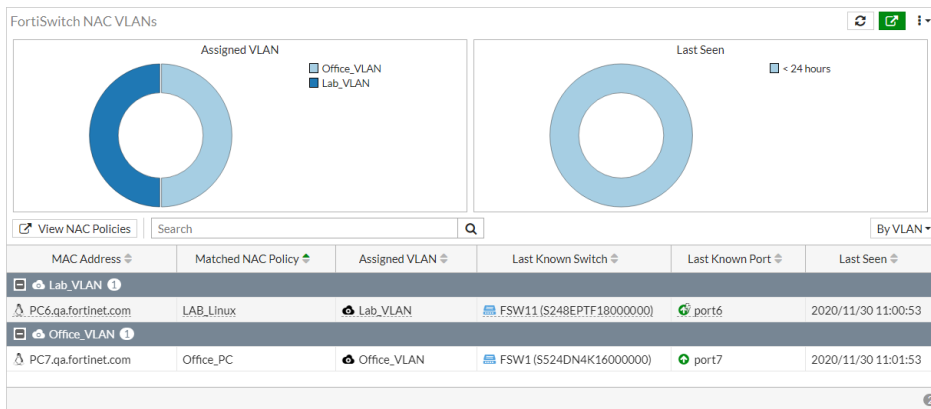 FortiSwitch NAC VLANs
Assigned VLAN
Office_VLAN
Lab_VLAN
Last Seen
< 24 hours
View NAC Policies
Search
By VLAN
MAC Address Matched NAC Policy Assigned VLAN Last Known Switch Last Known Port Last Seen
Lab_VLAN 1
PC6.qa.fortinet.com LAB_Linux Lab_VLAN FSW11 (S248EPTF18000000) port6 2020/11/30 11:00:53
Office_VLAN 1
PC7.qa.fortinet.com Office_PC Office_VLAN FSW1 (S524DN4K16000000) port7 2020/11/30 11:01:53
2